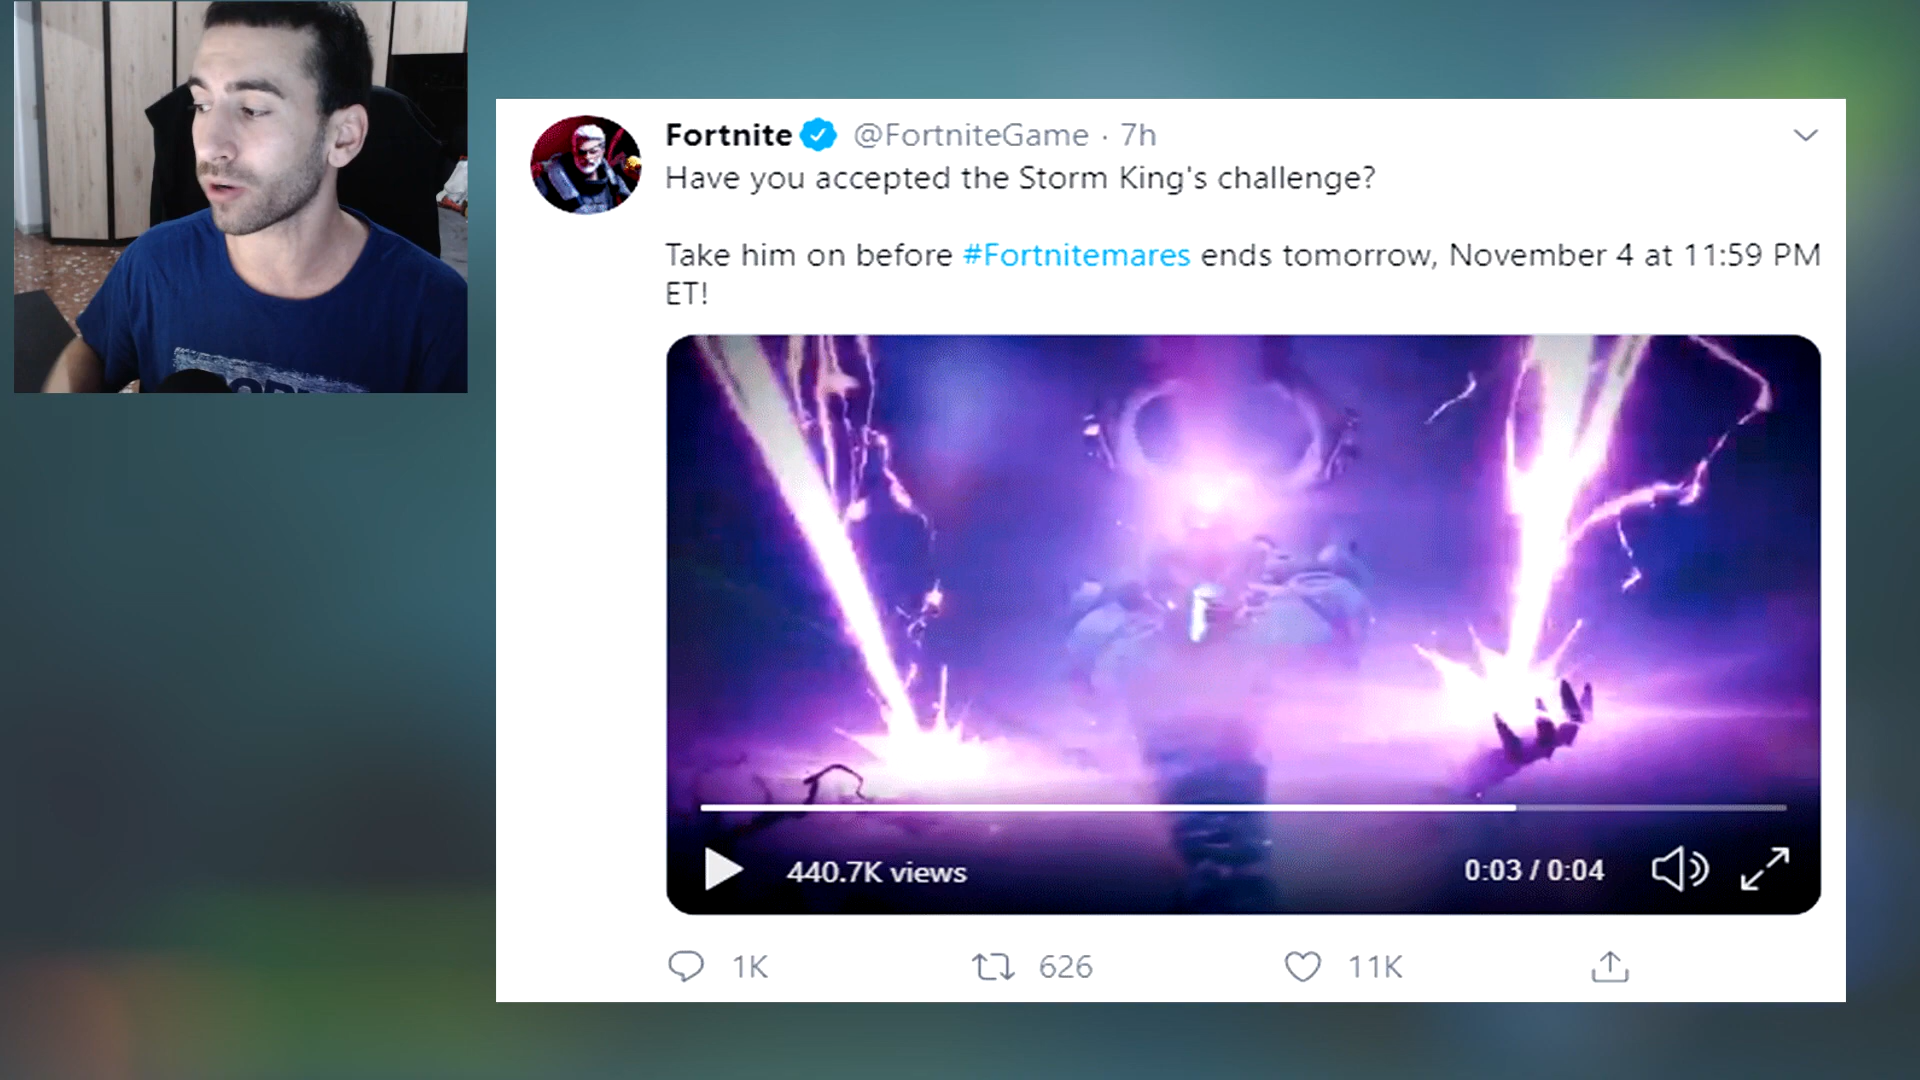 Fortnite @FortniteGame · 7h
Have you accepted the Storm King's challenge?
Take him on before #Fortnitemares ends tomorrow, November 4 at 11:59 PM
ET!
440.7K views
0:03 / 0:04
1K
626
11K